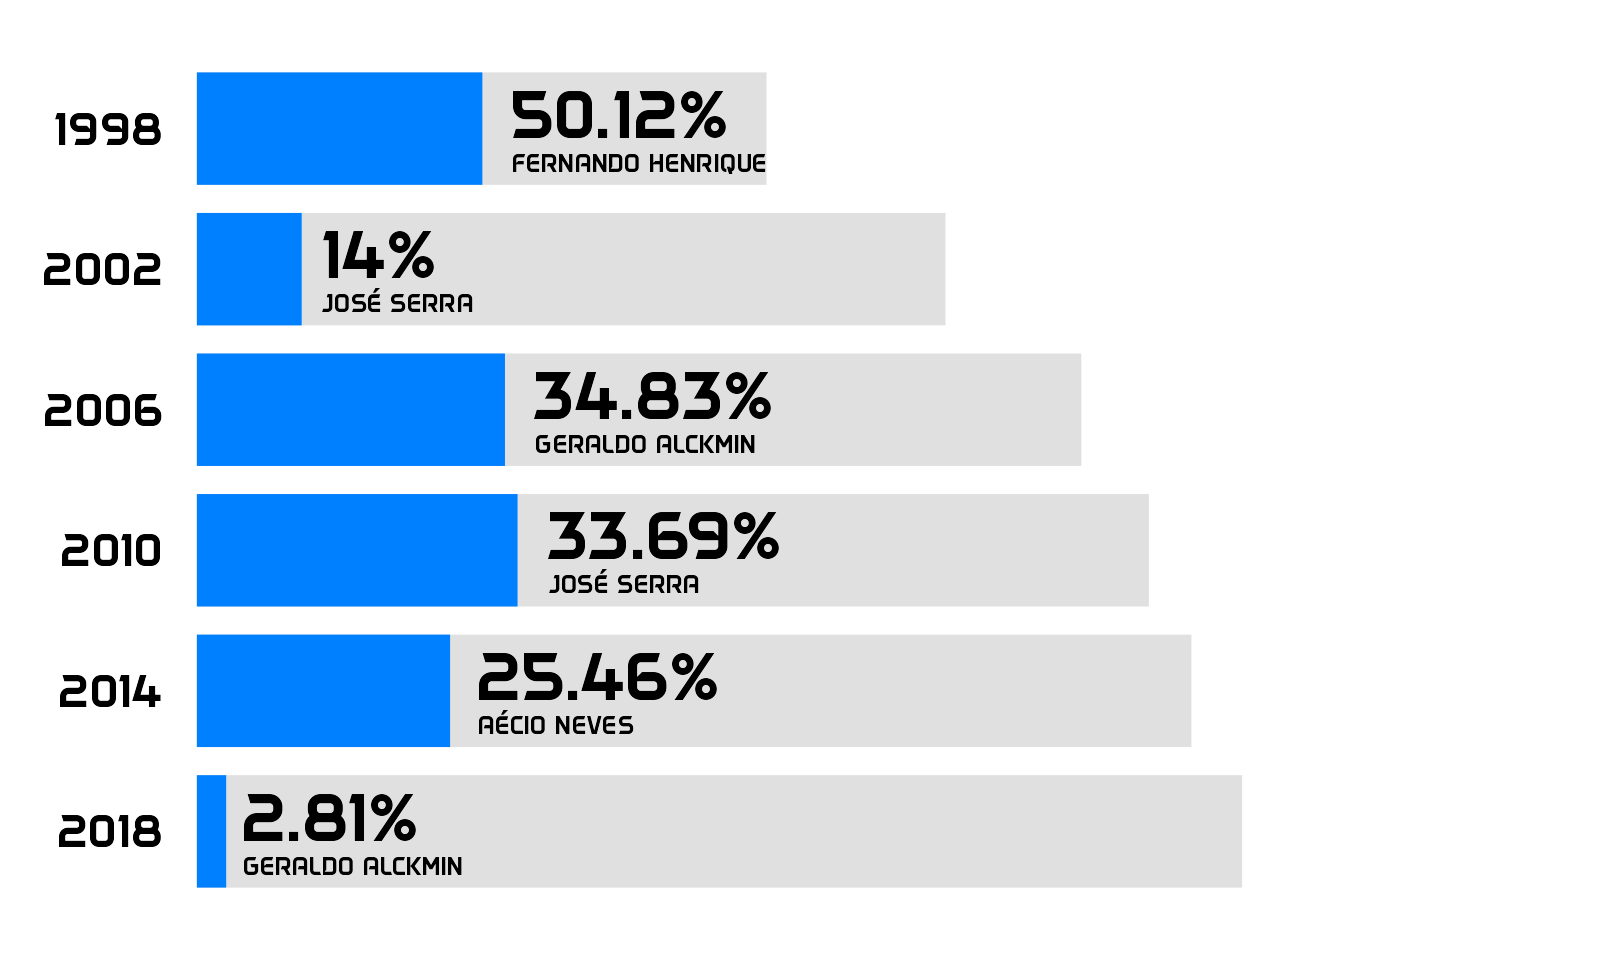 1998
50.12%
FERNANDO HENRIQUE
2002
14%
JOSÉ SERRA
2006
34.83%
GERALDO ALCKMIN
2010
33.69%
JOSÉ SERRA
2014
25.46%
AÉCIO NEVES
2018
2.81%
GERALDO ALCKMIN